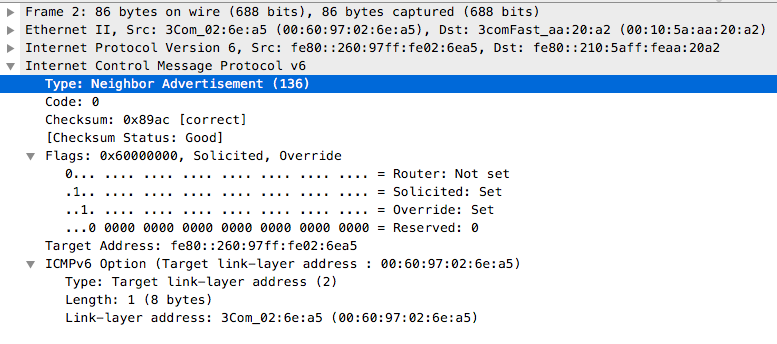 Frame 2: 86 bytes on wire (688 bits), 86 bytes captured (688 bits)
Ethernet II, Src: 3Com_02:6e:a5 (00:60:97:02:6e:a5), Dst: 3comFast_aa:20:a2 (00:10:5a:aa:20:a2)
Internet Protocol Version 6, Src: fe80::260:97ff:fe02:6ea5, Dst: fe80::210:5aff:feaa:20a2
Internet Control Message Protocol v6
Type: Neighbor Advertisement (136)
Code: 0
Checksum: 0x89ac [correct]
[Checksum Status: Good]
Flags: 0x60000000, Solicited, Override
0... .... .... .... .... .... .... .... = Router: Not set
.1.. .... .... .... .... .... .... .... = Solicited: Set
..1. .... .... .... .... .... .... .... = Override: Set
...0 0000 0000 0000 0000 0000 0000 0000 = Reserved: 0
Target Address: fe80::260:97ff:fe02:6ea5
ICMPv6 Option (Target link-layer address : 00:60:97:02:6e:a5)
Type: Target link-layer address (2)
Length: 1 (8 bytes)
Link-layer address: 3Com_02:6e:a5 (00:60:97:02:6e:a5)